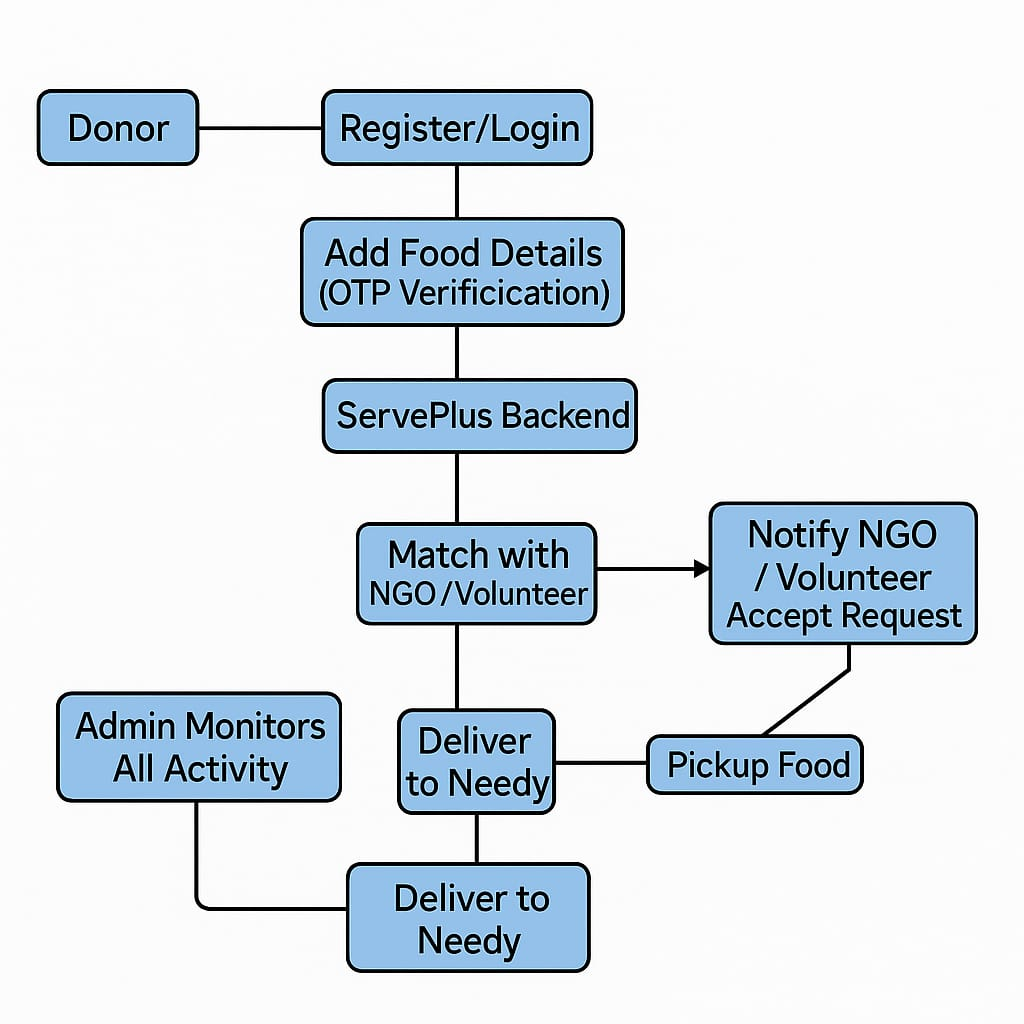 Donor
Register/Login
Add Food Details
(OTP Verificication)
ServePlus Backend
Match with
NGO/Volunteer
Notify NGO
/ Volunteer
Accept Request
Admin Monitors
All Activity
Deliver
to Needy
Pickup Food
Deliver to
Needy